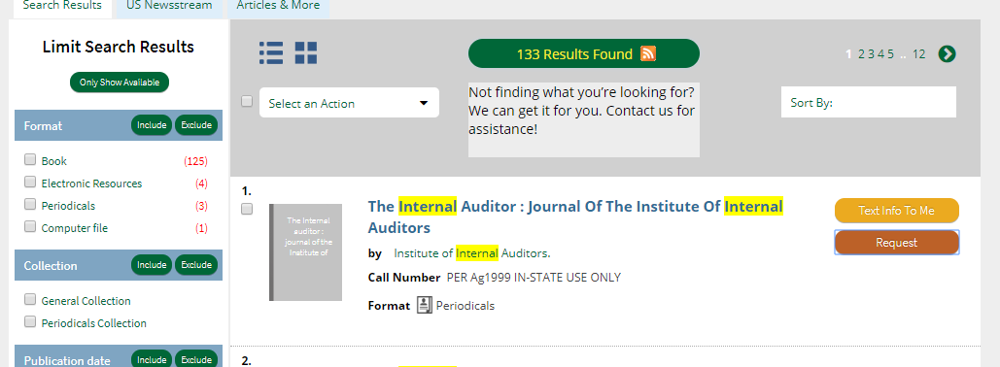 Search Results US Newsstream Articles & More
Limit Search Results
Only Show Available
Format Include Exclude
Book (125)
Electronic Resources (4)
Periodicals (3)
Computer file (1)
Collection Include Exclude
General Collection
Periodicals Collection
Publication date Include Exclude
133 Results Found
1 2 3 4 5 .. 12
Select an Action
Not finding what you’re looking for?
We can get it for you. Contact us for
assistance!
Sort By:
1.
The Internal
auditor :
journal of the
Institute of
The Internal Auditor : Journal Of The Institute Of Internal
Auditors
by Institute of Internal Auditors.
Call Number PER Ag1999 IN-STATE USE ONLY
Format Periodicals
Text Info To Me
Request
2.